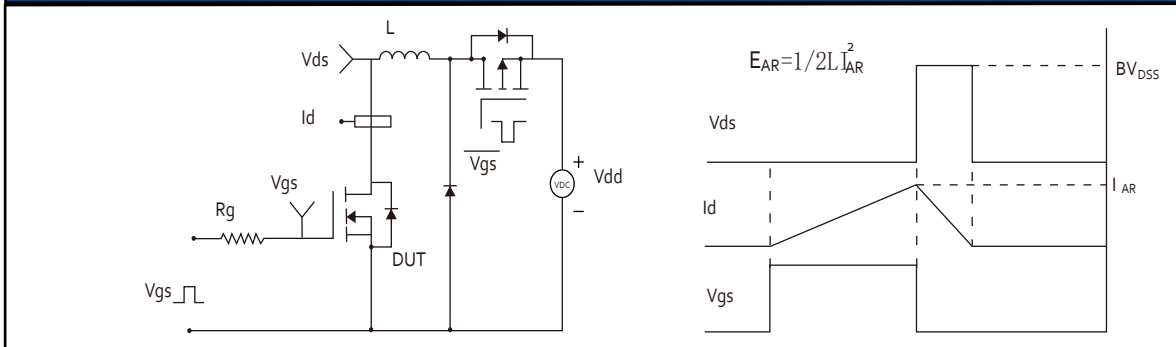 L
Vds
Id
Vgs
Vgs
Rg
DUT
Vgs
VDC
+
Vdd
−
E_AR=1/2LI²_AR
BV_DSS
Vds
I_AR
Id
Vgs